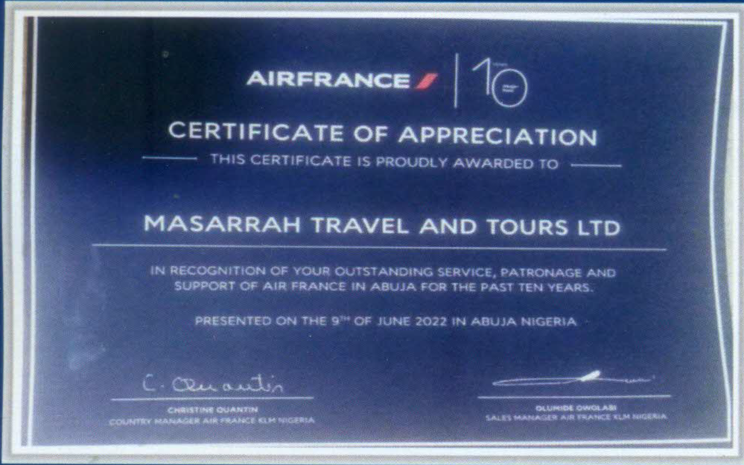 AIRFRANCE
10
CERTIFICATE OF APPRECIATION
THIS CERTIFICATE IS PROUDLY AWARDED TO
MASARRAH TRAVEL AND TOURS LTD
IN RECOGNITION OF YOUR OUTSTANDING SERVICE, PATRONAGE AND
SUPPORT OF AIR FRANCE IN ABUJA FOR THE PAST TEN YEARS.
PRESENTED ON THE 9TH OF JUNE 2022 IN ABUJA NIGERIA
C. Quantin
CHRISTINE QUANTIN
COUNTRY MANAGER AIR FRANCE KLM NIGERIA
OLUMIDE OWOLABI
SALES MANAGER AIR FRANCE KLM NIGERIA